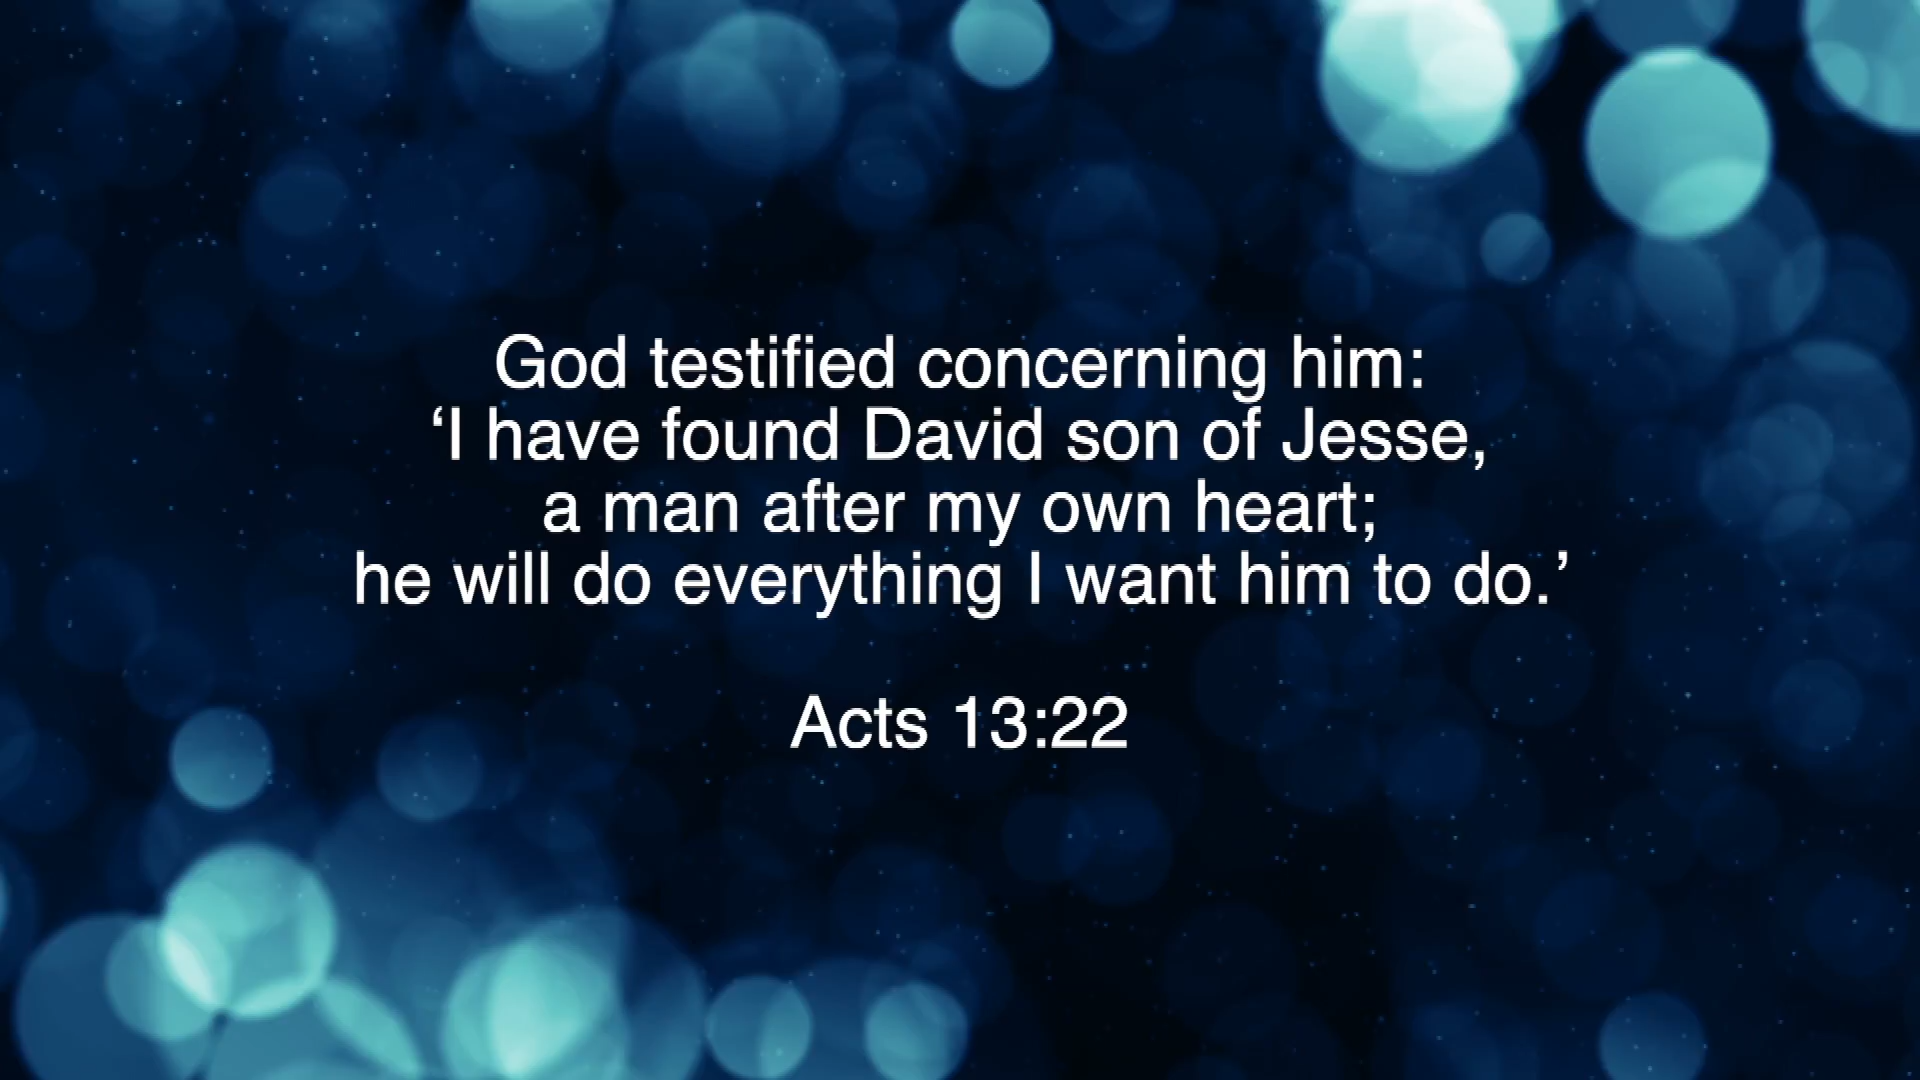 God testified concerning him:
‘I have found David son of Jesse,
a man after my own heart;
he will do everything I want him to do.’
Acts 13:22